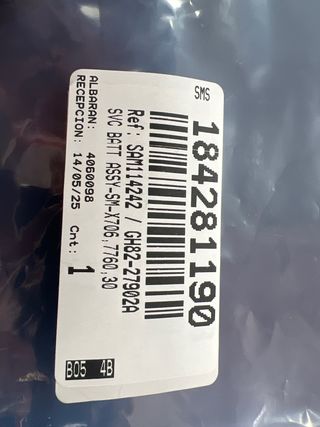 SMS
184281190
Ref: SAM114242 / GH82-27902A
SVC BATT ASSY-SM-X706,7760,30
ALBARAN: 4060098
RECEPCION: 14/05/25 Cnt: 1
B05 4B